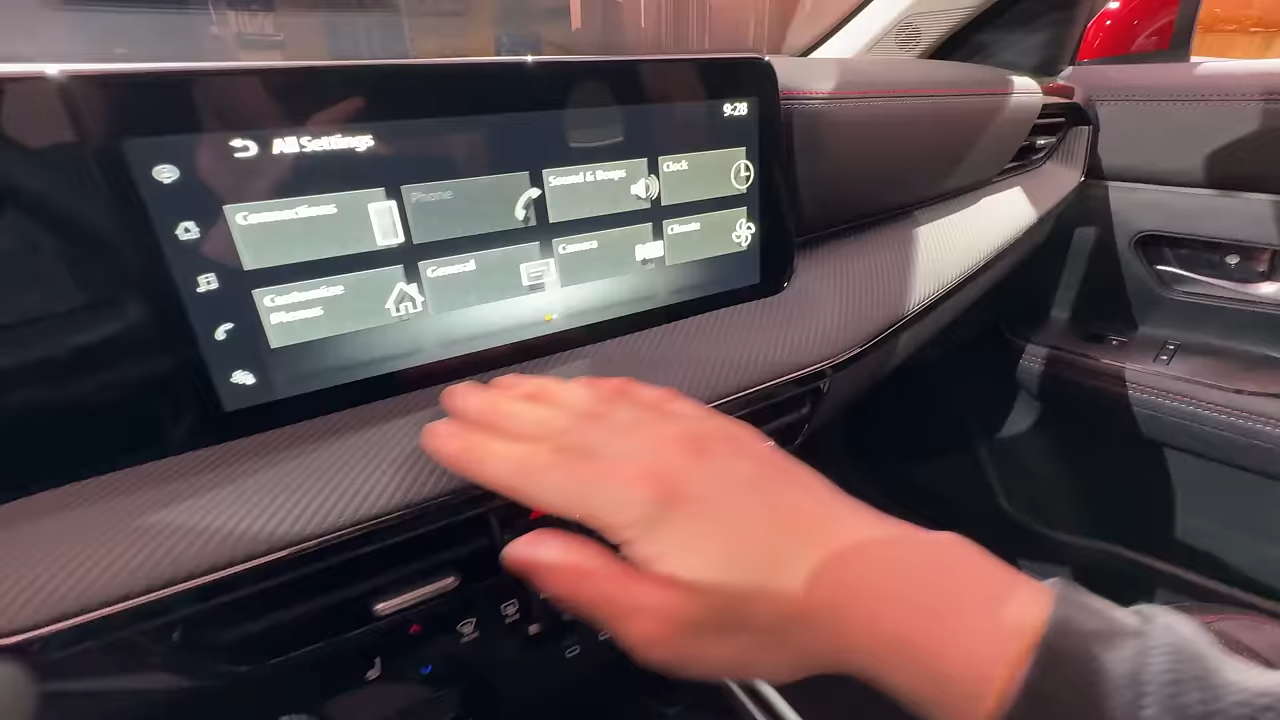 9:28
All Settings
Connections
Phone
Sound & Beeps
Clock
Customize
Menus
General
Camera
Climate